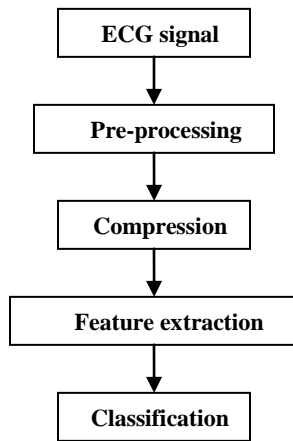 ECG signal
Pre-processing
Compression
Feature extraction
Classification